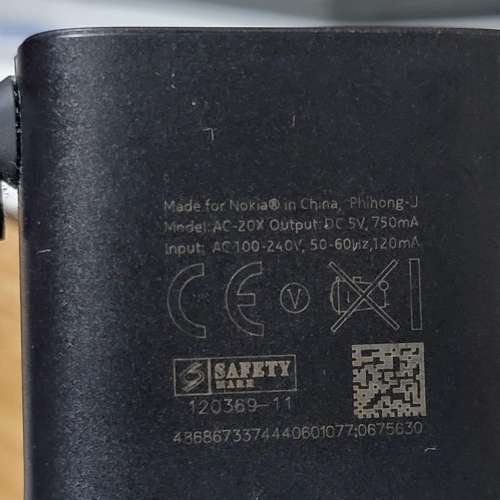 Made for Nokia® in China, Phihong-J
Model: AC-20X Output: DC 5V, 750mA
Input: AC 100-240V, 50-60Hz,120mA
CE V
S SAFETY
MARK
120369-11
4868673374440601077;0675630